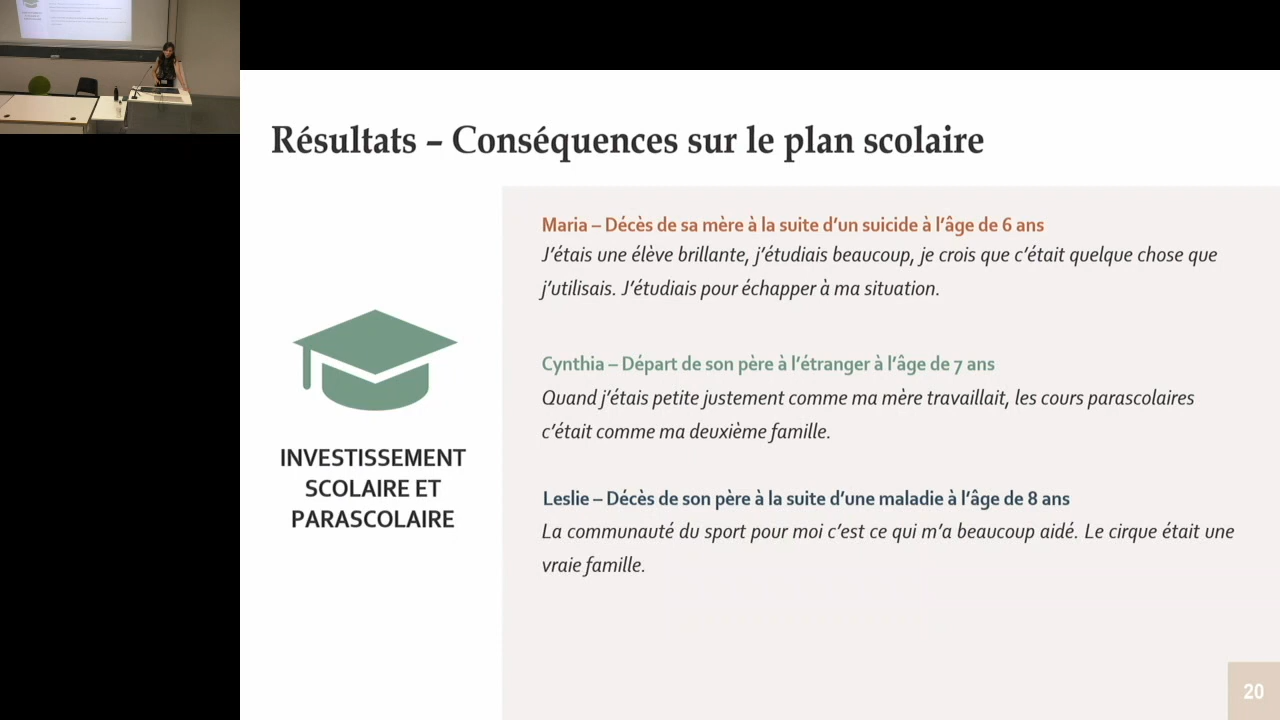 Résultats – Conséquences sur le plan scolaire
INVESTISSEMENT
SCOLAIRE ET
PARASCOLAIRE
Maria – Décès de sa mère à la suite d'un suicide à l'âge de 6 ans
J'étais une élève brillante, j'étudiais beaucoup, je crois que c'était quelque chose que
j'utilisais. J'étudiais pour échapper à ma situation.
Cynthia – Départ de son père à l'étranger à l'âge de 7 ans
Quand j'étais petite justement comme ma mère travaillait, les cours parascolaires
c'était comme ma deuxième famille.
Leslie – Décès de son père à la suite d'une maladie à l'âge de 8 ans
La communauté du sport pour moi c'est ce qui m'a beaucoup aidé. Le cirque était une
vraie famille.
20